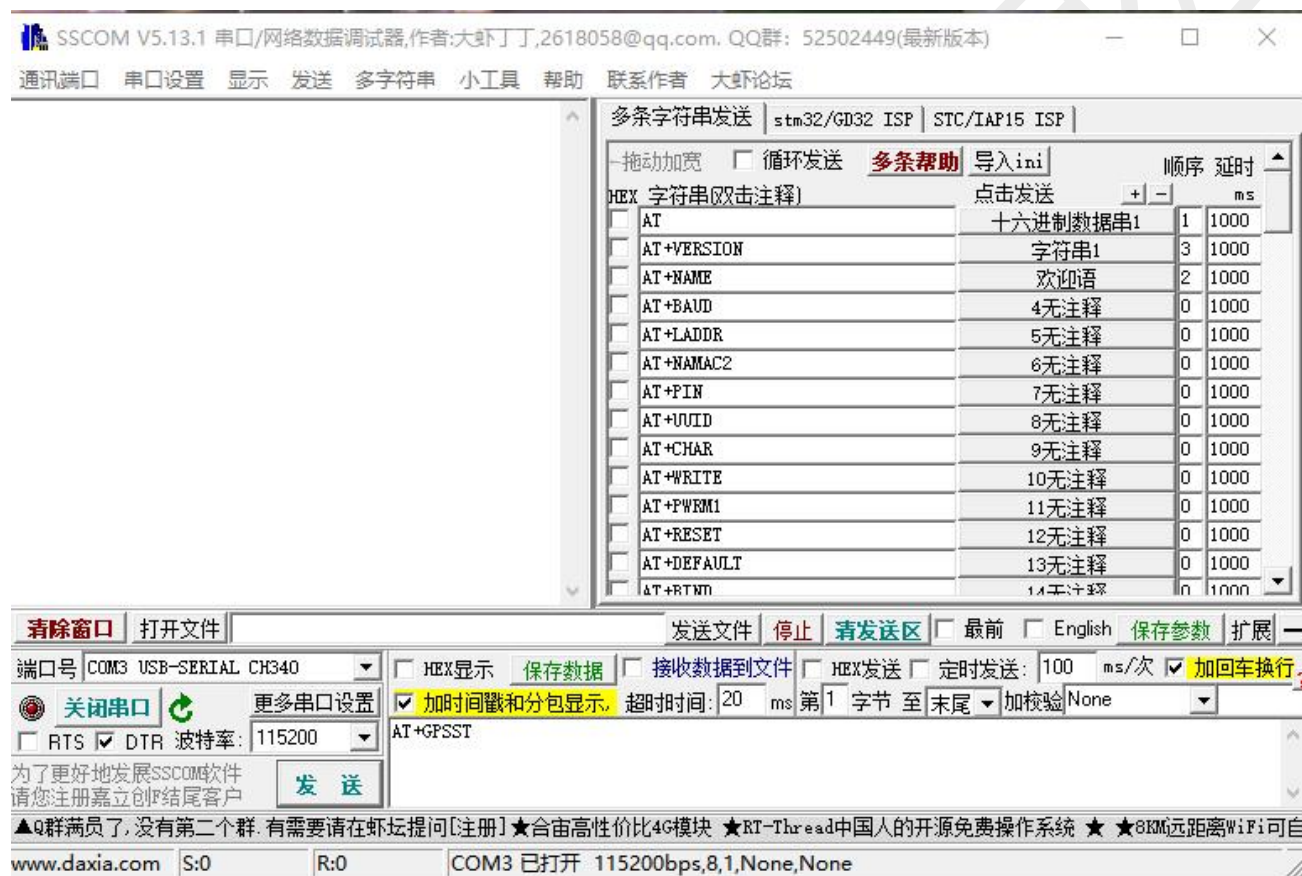 SSCOM V5.13.1 串口/网络数据调试器,作者:大虾丁丁,2618058@qq.com. QQ群: 52502449(最新版本)
通讯端口 串口设置 显示 发送 多字符串 小工具 帮助 联系作者 大虾论坛
多条字符串发送 stm32/GD32 ISP STC/IAP15 ISP
拖动加宽 循环发送 多条帮助 导入ini 顺序 延时
HEX 字符串(双击注释) 点击发送 + - ms
AT 十六进制数据串1 1 1000
AT+VERSION 字符串1 3 1000
AT+NAME 欢迎语 2 1000
AT+BAUD 4无注释 0 1000
AT+LADDR 5无注释 0 1000
AT+NAMAC2 6无注释 0 1000
AT+PIN 7无注释 0 1000
AT+UUID 8无注释 0 1000
AT+CHAR 9无注释 0 1000
AT+WRITE 10无注释 0 1000
AT+PWRM1 11无注释 0 1000
AT+RESET 12无注释 0 1000
AT+DEFAULT 13无注释 0 1000
AT+BIND 14无注释 0 1000
清除窗口 打开文件 发送文件 停止 清发送区 最前 English 保存参数 扩展 —
端口号 COM3 USB-SERIAL CH340 HEX显示 保存数据 接收数据到文件 HEX发送 定时发送: 100 ms/次 加回车换行
关闭串口 更多串口设置 加时间戳和分包显示, 超时时间: 20 ms 第 1 字节 至 末尾 加校验 None
RTS DTR 波特率: 115200 AT+GPSST
为了更好地发展SSCOM软件
请您注册嘉立创F结尾客户 发 送
▲Q群满员了,没有第二个群.有需要请在虾坛提问[注册]★合宙高性价比4G模块 ★RT-Thread中国人的开源免费操作系统 ★ ★8KM远距离WiFi可自
www.daxia.com S:0 R:0 COM3 已打开 115200bps,8,1,None,None